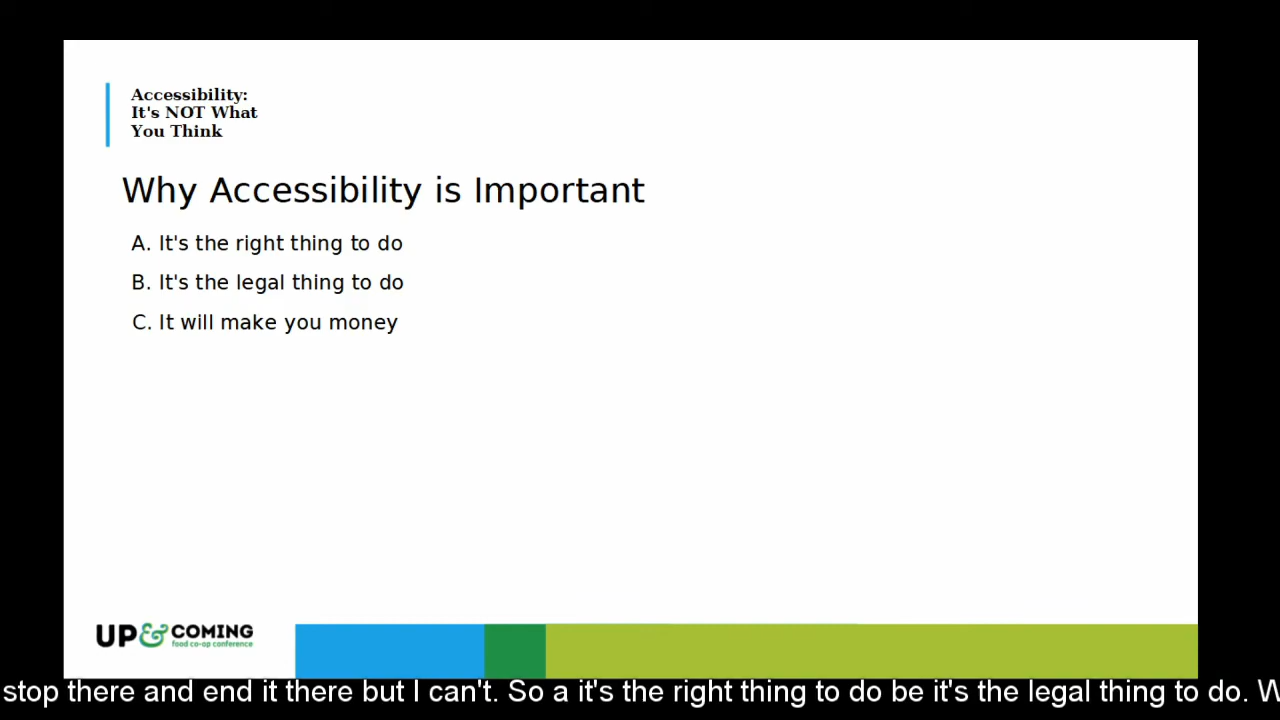 Accessibility:
It's NOT What
You Think
Why Accessibility is Important
A. It's the right thing to do
B. It's the legal thing to do
C. It will make you money
UP & COMING
food co-op conference
stop there and end it there but I can't. So a it's the right thing to do be it's the legal thing to do. W